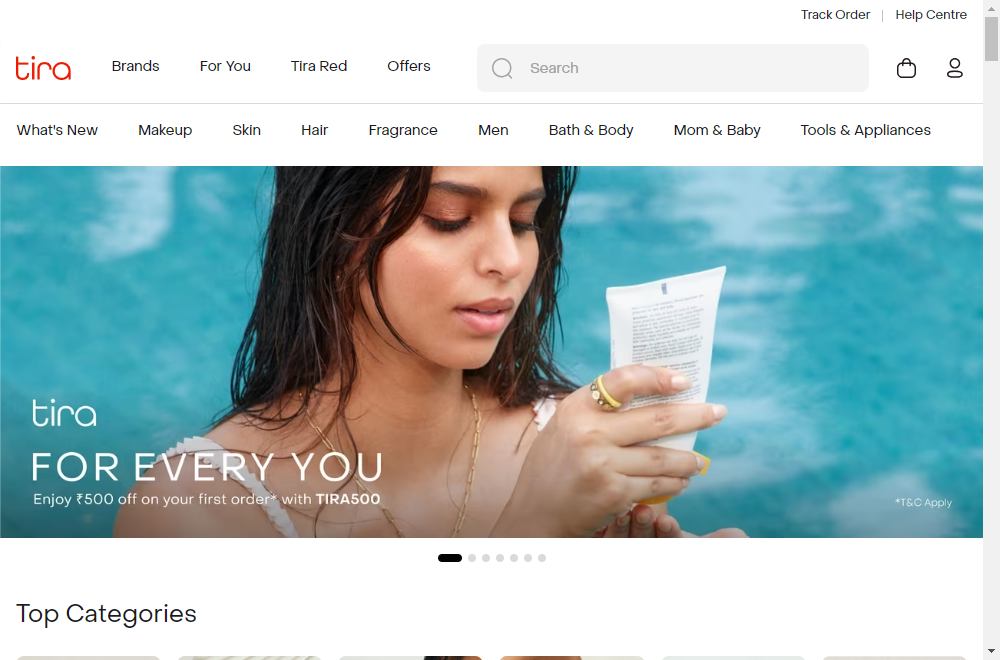 Track Order | Help Centre
tira Brands For You Tira Red Offers Search
What's New Makeup Skin Hair Fragrance Men Bath & Body Mom & Baby Tools & Appliances
tira
FOR EVERY YOU
Enjoy ₹500 off on your first order* with TIRA500
*T&C Apply
Top Categories